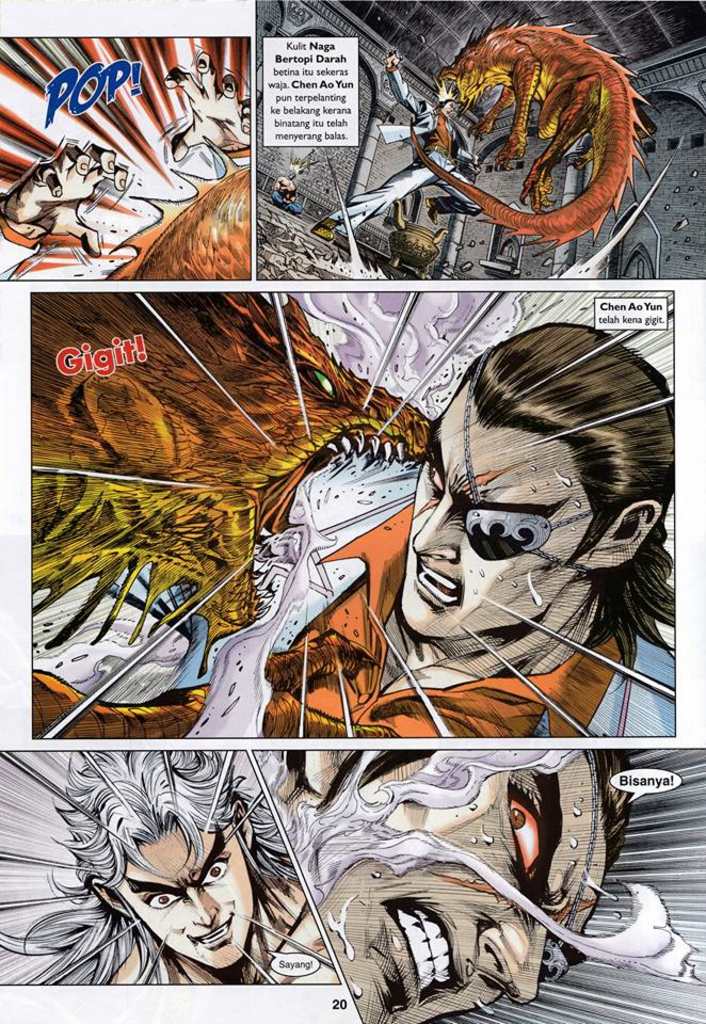 POP!
Kulit Naga
Bertopi Darah
betina itu sekeras
waja. Chen Ao Yun
pun terpelanting
ke belakang kerana
binatang itu telah
menyerang balas.
Gigit!
Chen Ao Yun
telah kena gigit.
Sayang!
Bisanya!
20